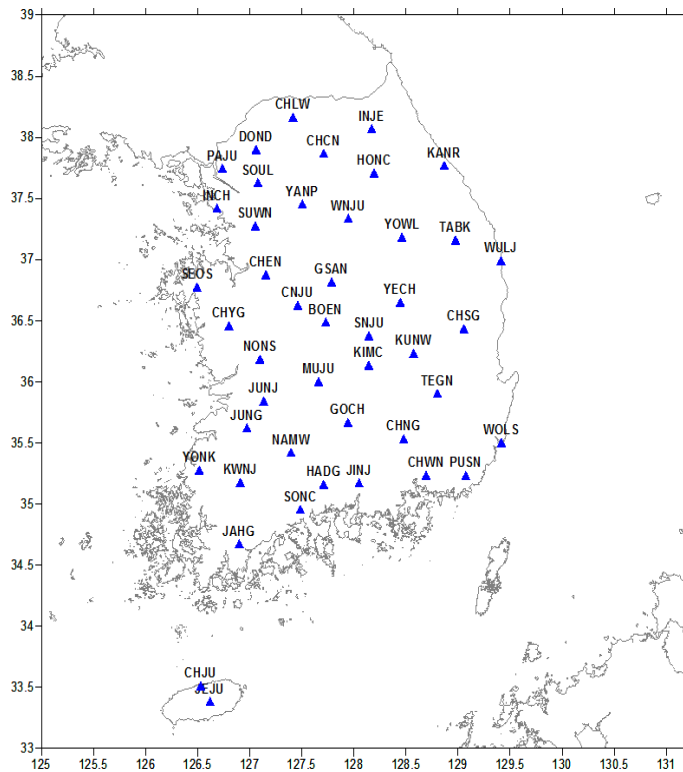 39
38.5
CHLW
INJE
38
DOND
CHCN
PAJU
HONC
KANR
SOUL
37.5
INCH
YANP
WNJU
SUWN
YOWL
TABK
37
CHEN
WULJ
SEOS
GSAN
CNJU
YECH
BOEN
36.5
CHYG
SNJU
CHSG
KUNW
NONS
KIMC
36
MUJU
TEGN
JUNJ
JUNG
GOCH
CHNG
35.5
NAMW
WOLS
YONK
KWNJ
HADG
JINJ
CHWN
PUSN
35
SONC
JAHG
34.5
34
CHJU
33.5
JEJU
33
125 125.5 126 126.5 127 127.5 128 128.5 129 129.5 130 130.5 131